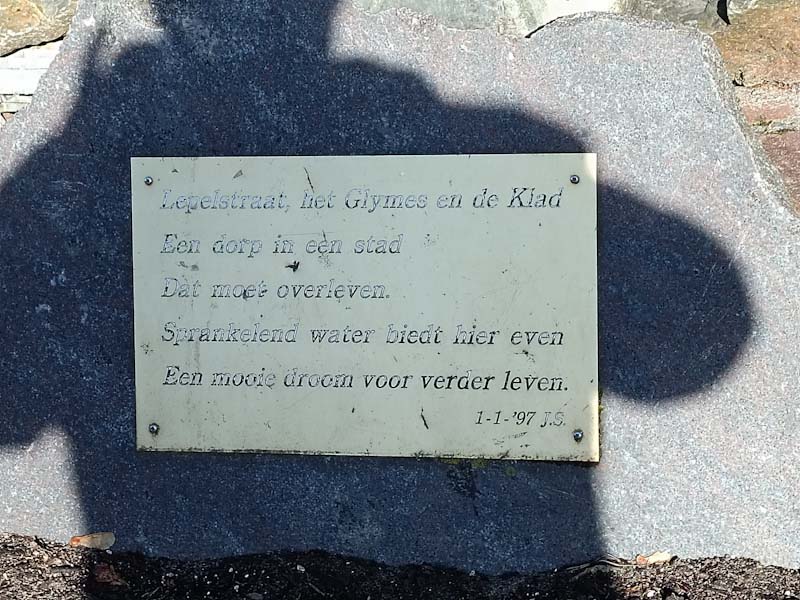 Lepelstraat, het Glymes en de Klad
Een dorp in een stad
Dat moet overleven.
Sprankelend water biedt hier even
Een mooie droom voor verder leven.
1-1-'97 J.S.